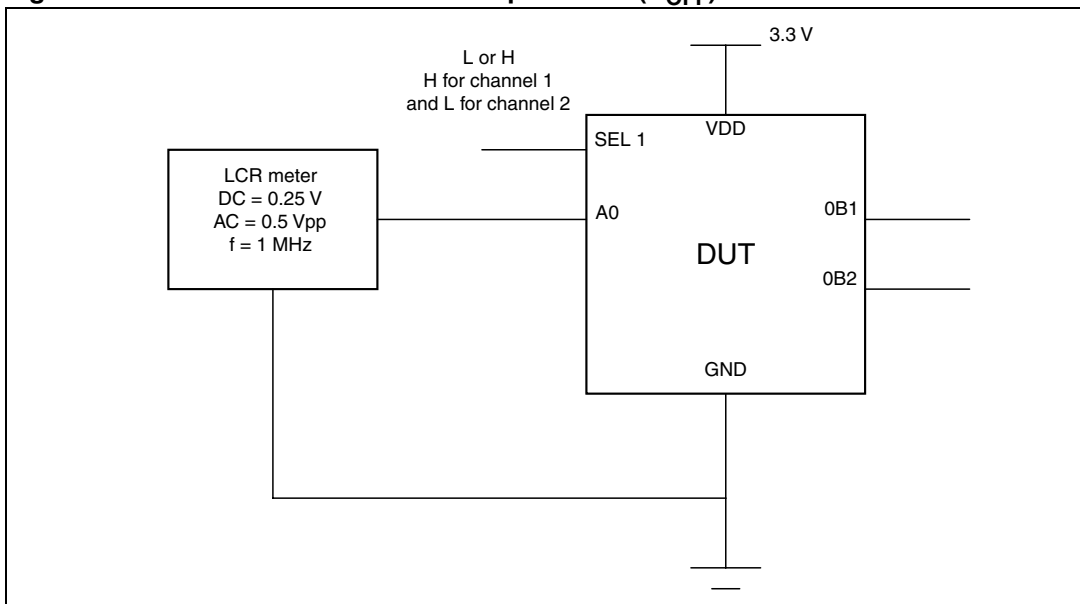 3.3 V
L or H
H for channel 1
and L for channel 2
SEL 1
VDD
LCR meter
DC = 0.25 V
AC = 0.5 Vpp
f = 1 MHz
A0
0B1
DUT
0B2
GND